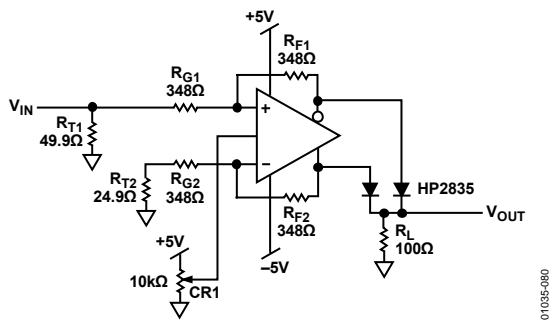 +5V
RF1
348Ω
RG1
348Ω
VIN
+
RT1
49.9Ω
−
HP2835
RT2
24.9Ω
RG2
348Ω
RF2
348Ω
VOUT
RL
100Ω
+5V
−5V
10kΩ
CR1
01035-080